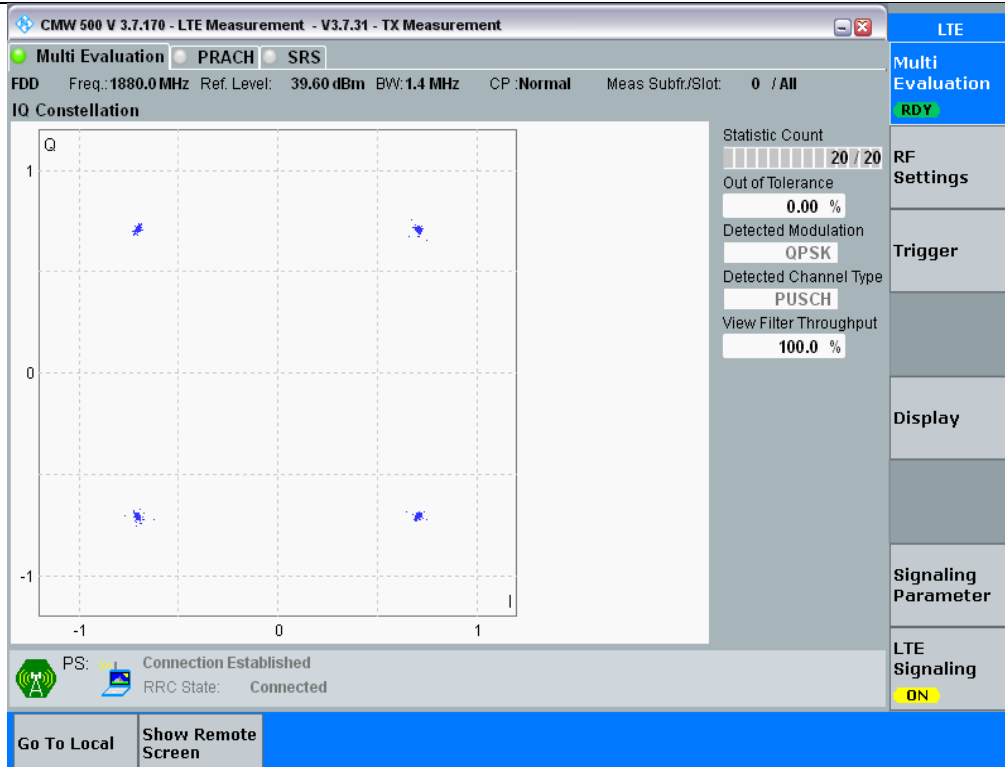 CMW 500 V 3.7.170 - LTE Measurement - V3.7.31 - TX Measurement
LTE
Multi Evaluation PRACH SRS
FDD Freq.: 1880.0 MHz Ref. Level: 39.60 dBm BW: 1.4 MHz CP : Normal Meas Subfr./Slot: 0 / All
IQ Constellation
Q
1
0
-1
-1 0 1
I
Statistic Count
20 / 20
Out of Tolerance
0.00 %
Detected Modulation
QPSK
Detected Channel Type
PUSCH
View Filter Throughput
100.0 %
Multi
Evaluation
RDY
RF
Settings
Trigger
Display
Signaling
Parameter
LTE
Signaling
ON
PS: Connection Established
RRC State: Connected
Go To Local
Show Remote
Screen